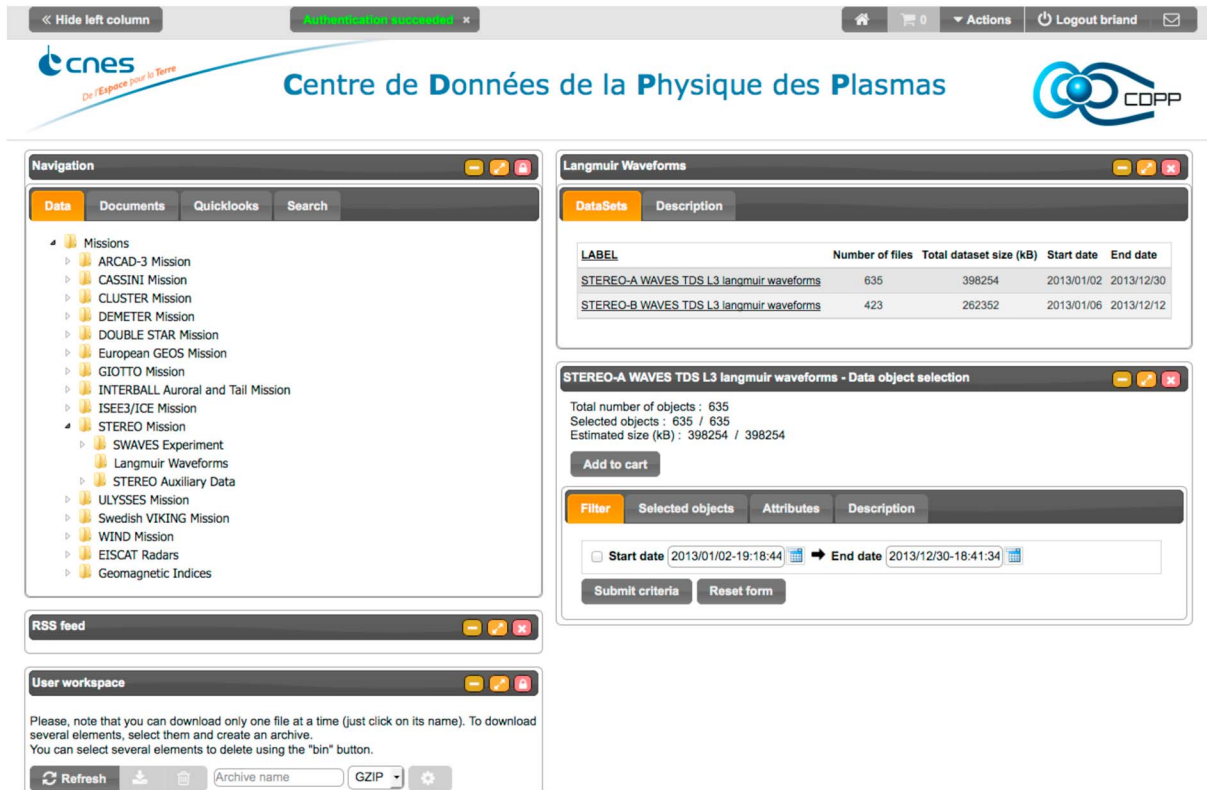 « Hide left column
Authentication succeeded ×
0
Actions
Logout briand
cnes
De l'Espace pour la Terre
Centre de Données de la Physique des Plasmas
CDPP
Navigation
Data Documents Quicklooks Search
Missions
ARCAD-3 Mission
CASSINI Mission
CLUSTER Mission
DEMETER Mission
DOUBLE STAR Mission
European GEOS Mission
GIOTTO Mission
INTERBALL Auroral and Tail Mission
ISEE3/ICE Mission
STEREO Mission
SWAVES Experiment
Langmuir Waveforms
STEREO Auxiliary Data
ULYSSES Mission
Swedish VIKING Mission
WIND Mission
EISCAT Radars
Geomagnetic Indices
RSS feed
User workspace
Please, note that you can download only one file at a time (just click on its name). To download
several elements, select them and create an archive.
You can select several elements to delete using the "bin" button.
Refresh Archive name GZIP
Langmuir Waveforms
DataSets Description
LABEL Number of files Total dataset size (kB) Start date End date
STEREO-A WAVES TDS L3 langmuir waveforms 635 398254 2013/01/02 2013/12/30
STEREO-B WAVES TDS L3 langmuir waveforms 423 262352 2013/01/06 2013/12/12
STEREO-A WAVES TDS L3 langmuir waveforms - Data object selection
Total number of objects : 635
Selected objects : 635 / 635
Estimated size (kB) : 398254 / 398254
Add to cart
Filter Selected objects Attributes Description
Start date 2013/01/02-19:18:44 End date 2013/12/30-18:41:34
Submit criteria Reset form